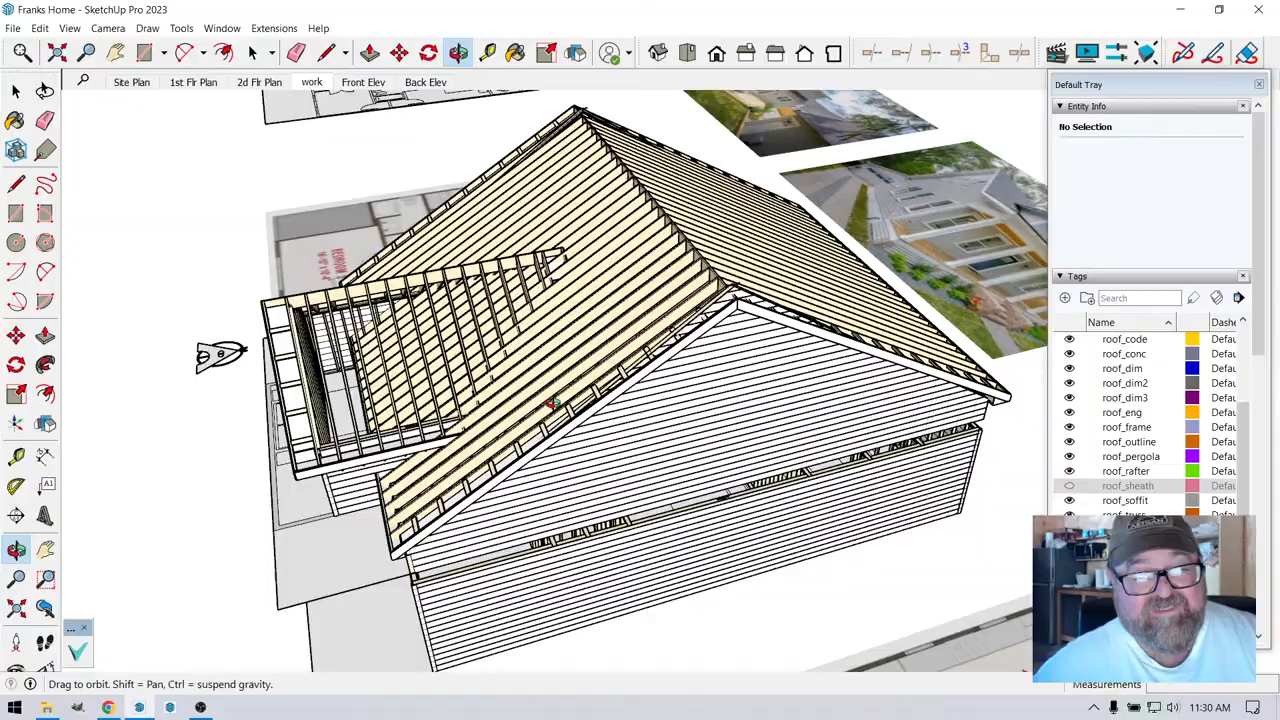 Franks Home - SketchUp Pro 2023
File Edit View Camera Draw Tools Window Extensions Help
3
Site Plan 1st Flr Plan 2d Flr Plan work Front Elev Back Elev
Default Tray
Entity Info
No Selection
Tags
Search
Name Dashe
roof_code Defau
roof_conc Defau
roof_dim Defau
roof_dim2 Defau
roof_dim3 Defau
roof_eng Defau
roof_frame Defau
roof_outline Defau
roof_pergola Defau
roof_rafter Defau
roof_sheath Defau
roof_soffit Defau
A1
BEDROOM
...
Drag to orbit. Shift = Pan, Ctrl = suspend gravity.
Measurements
11:30 AM